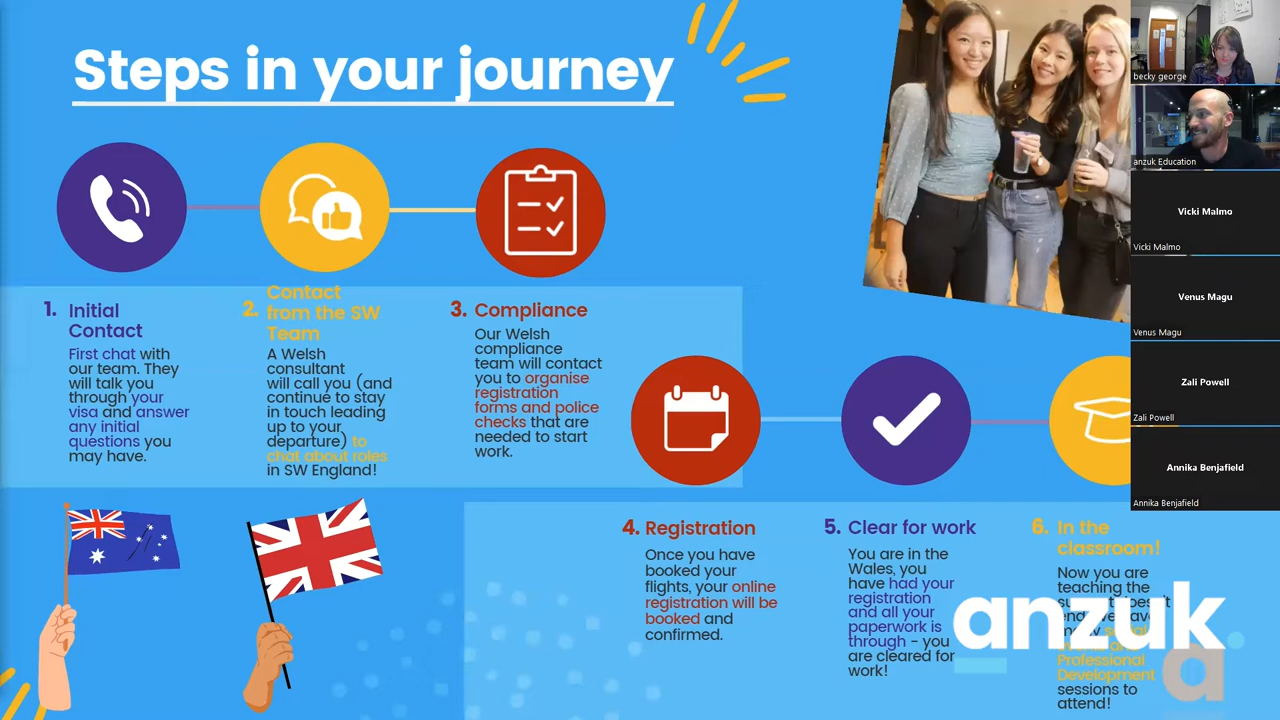 Steps in your journey
1. Initial
Contact
First chat with
our team. They
will talk you
through your
visa and answer
any initial
questions you
may have.
2. Contact
from the SW
Team
A Welsh
consultant
will call you (and
continue to stay
in touch leading
up to your
departure) to
chat about roles
in SW England!
3. Compliance
Our Welsh
compliance
team will contact
you to organise
registration
forms and police
checks that are
needed to start
work.
4. Registration
Once you have
booked your
flights, your online
registration will be
booked and
confirmed.
5. Clear for work
You are in the
Wales, you
have had your
registration
and all your
paperwork is
through - you
are cleared for
work!
6. In the
classroom!
Now you are
teaching the
Professional
Development
sessions to
attend!
anzuk
a
becky george
anzuk Education
Vicki Malmo
Vicki Malmo
Venus Magu
Venus Magu
Zali Powell
Zali Powell
Annika Benjafield
Annika Benjafield